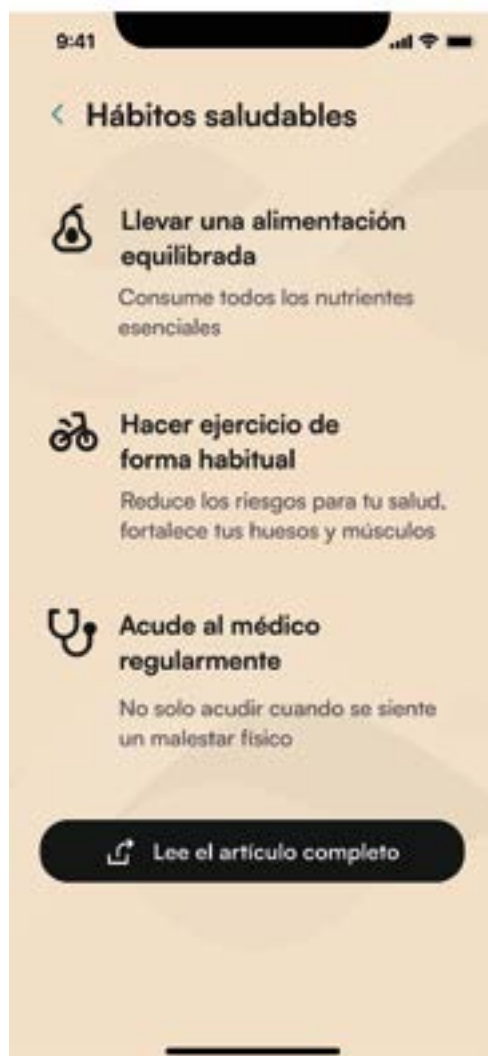 9:41
Hábitos saludables
Llevar una alimentación
equilibrada
Consume todos los nutrientes
esenciales
Hacer ejercicio de
forma habitual
Reduce los riesgos para tu salud,
fortalece tus huesos y músculos
Acude al médico
regularmente
No solo acudir cuando se siente
un malestar físico
Lee el artículo completo